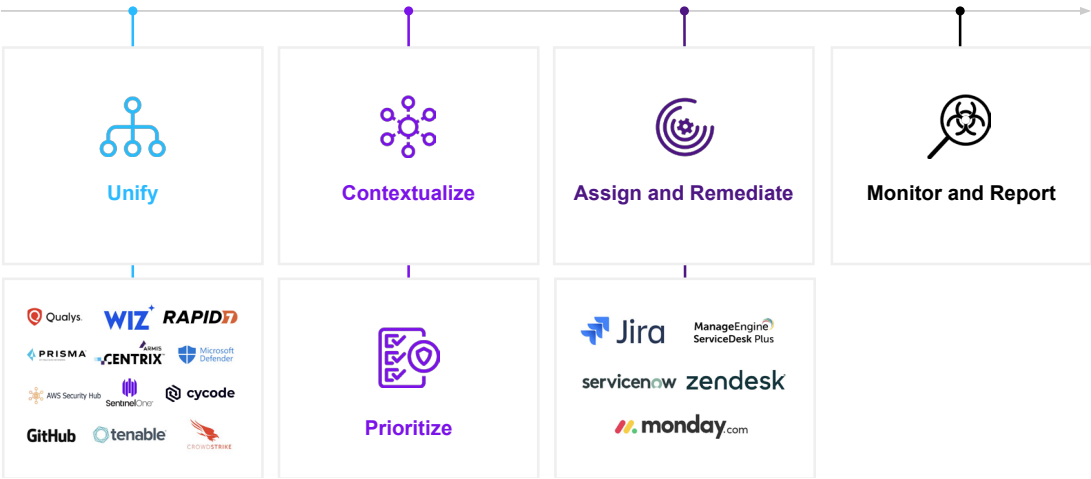 Unify
Contextualize
Assign and Remediate
Monitor and Report
Qualys.
WIZ
RAPID7
PRISMA
ARMIS
CENTRIX
Microsoft
Defender
AWS Security Hub
SentinelOne
cycode
GitHub
tenable
CROWDSTRIKE
Prioritize
Jira
ManageEngine
ServiceDesk Plus
servicenow
zendesk
monday.com